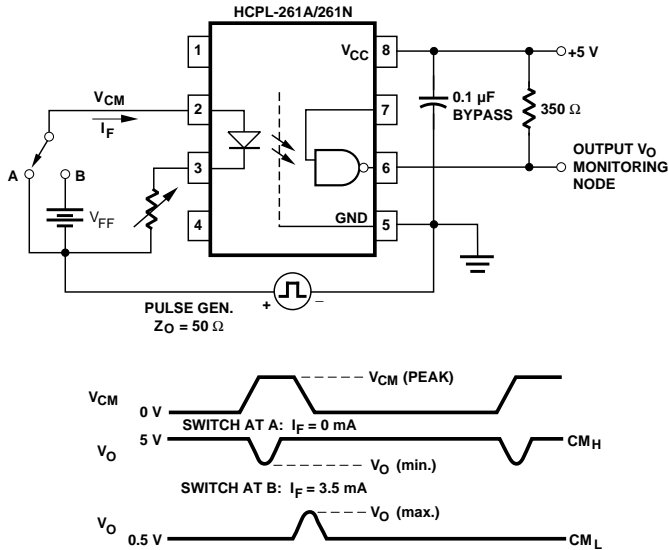 HCPL-261A/261N
1
V_CC 8
+5 V
V_CM
I_F
2
7
0.1 µF
BYPASS
350 Ω
A
B
3
6
OUTPUT V_O
MONITORING
NODE
V_FF
4
GND 5
PULSE GEN.
Z_O = 50 Ω
+
–
V_CM
V_CM (PEAK)
0 V
SWITCH AT A: I_F = 0 mA
V_O
5 V
CM_H
V_O (min.)
SWITCH AT B: I_F = 3.5 mA
V_O
0.5 V
V_O (max.)
CM_L